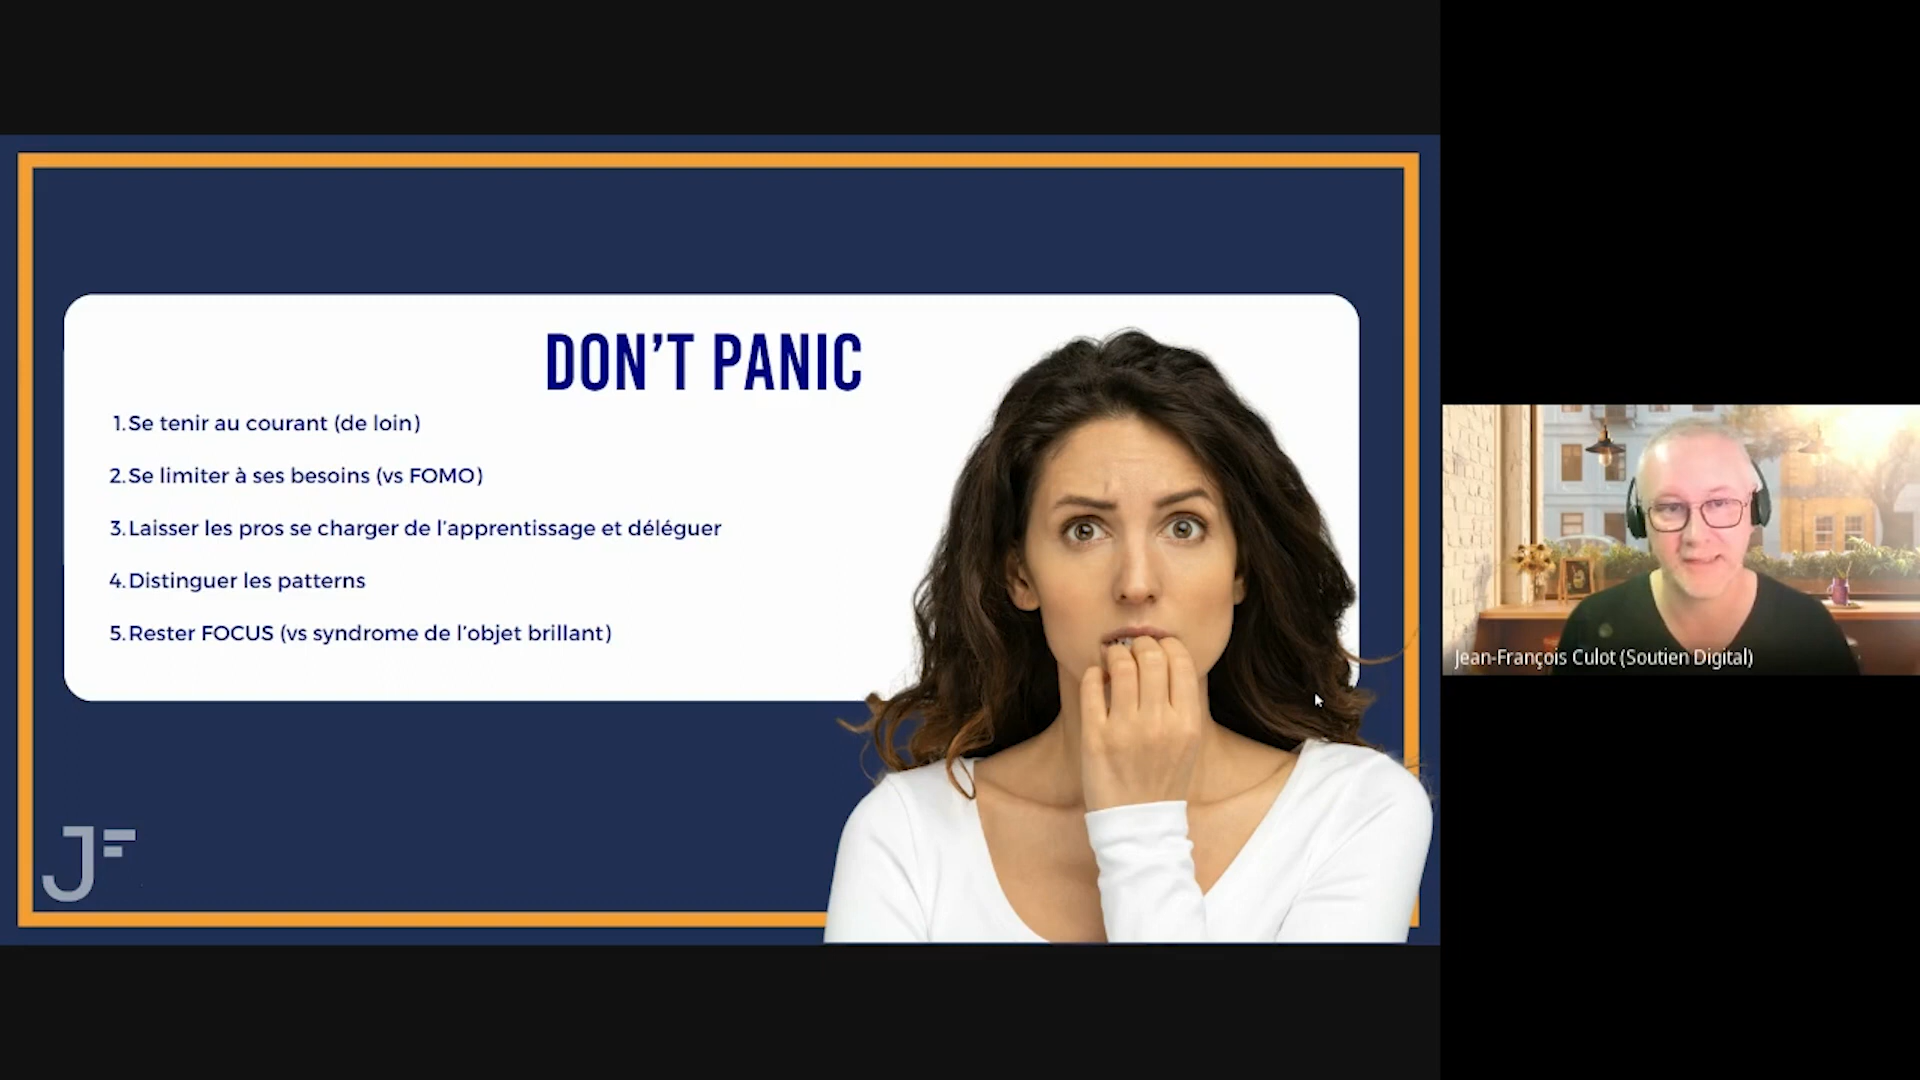 DON'T PANIC
1.Se tenir au courant (de loin)
2.Se limiter à ses besoins (vs FOMO)
3.Laisser les pros se charger de l'apprentissage et déléguer
4.Distinguer les patterns
5.Rester FOCUS (vs syndrome de l'objet brillant)
JF
Jean-François Culot (Soutien Digital)